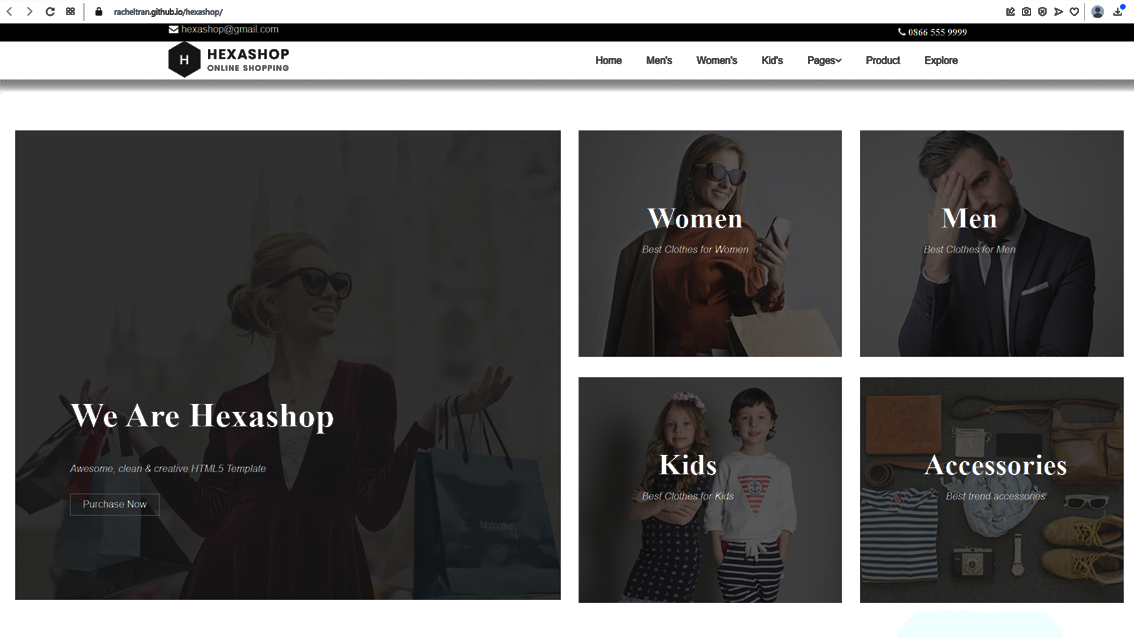 racheltran.github.io/hexashop/
hexashop@gmail.com
0866 555 9999
H
HEXASHOP
ONLINE SHOPPING
Home
Men's
Women's
Kid's
Pages
Product
Explore
We Are Hexashop
Awesome, clean & creative HTML5 Template
Purchase Now
Women
Best Clothes for Women
Men
Best Clothes for Men
Kids
Best Clothes for Kids
Accessories
Best trend accessories